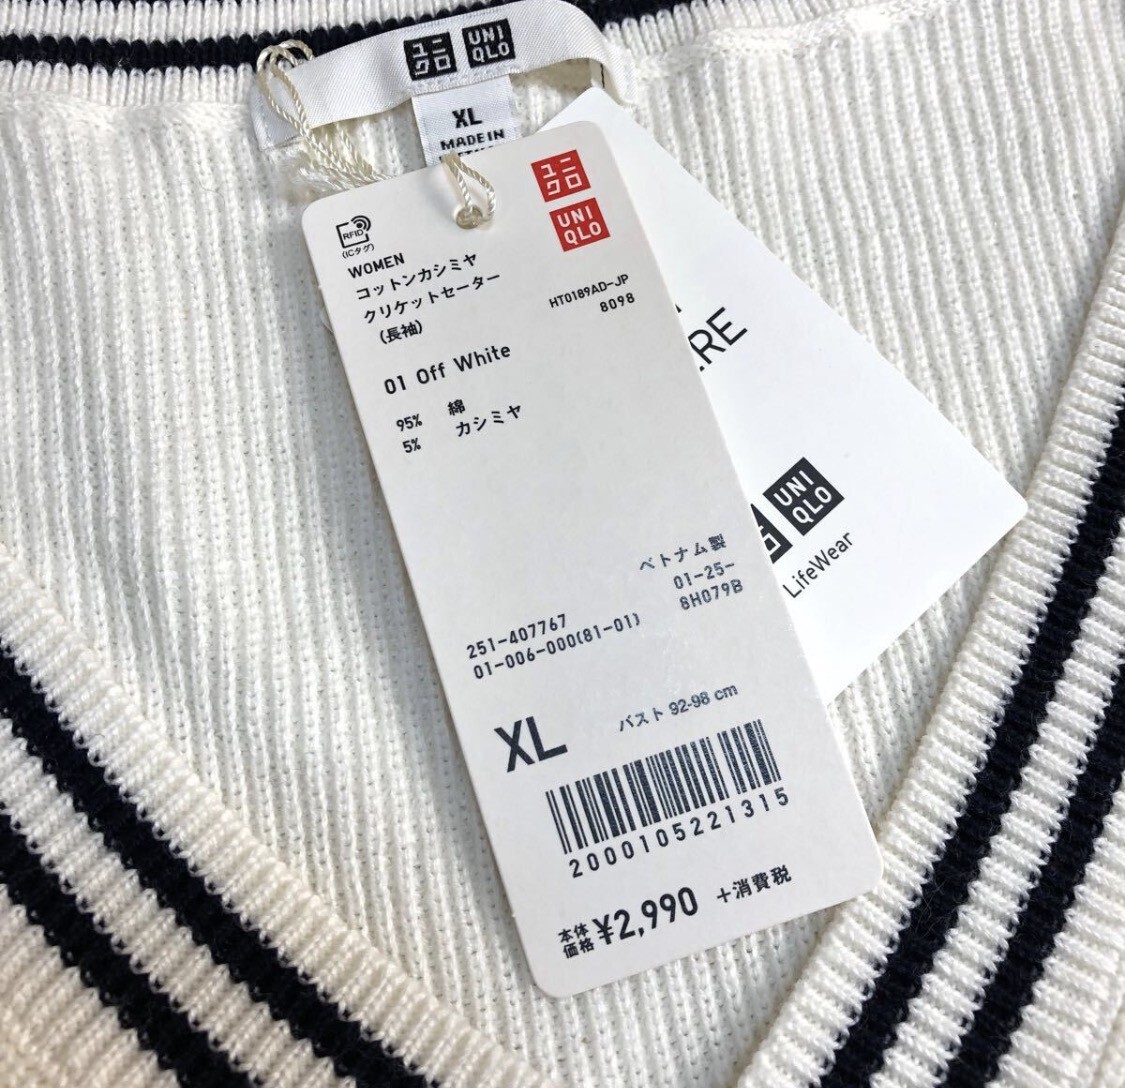 ユニ
クロ
UNI
QLO
XL
MADE IN
ユニ
クロ
UNI
QLO
RFID
(ICタグ)
WOMEN
コットンカシミヤ
クリケットセーター
(長袖)
HT0189AD-JP
8098
01 Off White
95% 綿
5% カシミヤ
ベトナム製
01-25-
8H079B
251-407767
01-006-000(81-01)
XL バスト 92-98 cm
2000105221315
本体
価格 ¥2,990 +消費税
UNI
QLO
LifeWear